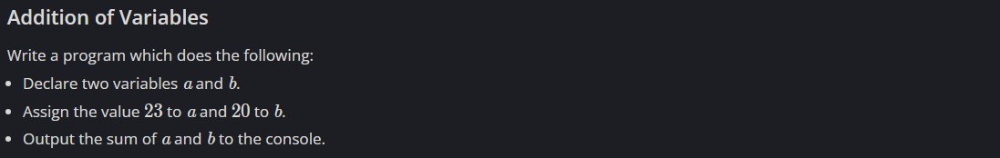 Addition of Variables
Write a program which does the following:
• Declare two variables a and b.
• Assign the value 23 to a and 20 to b.
• Output the sum of a and b to the console.